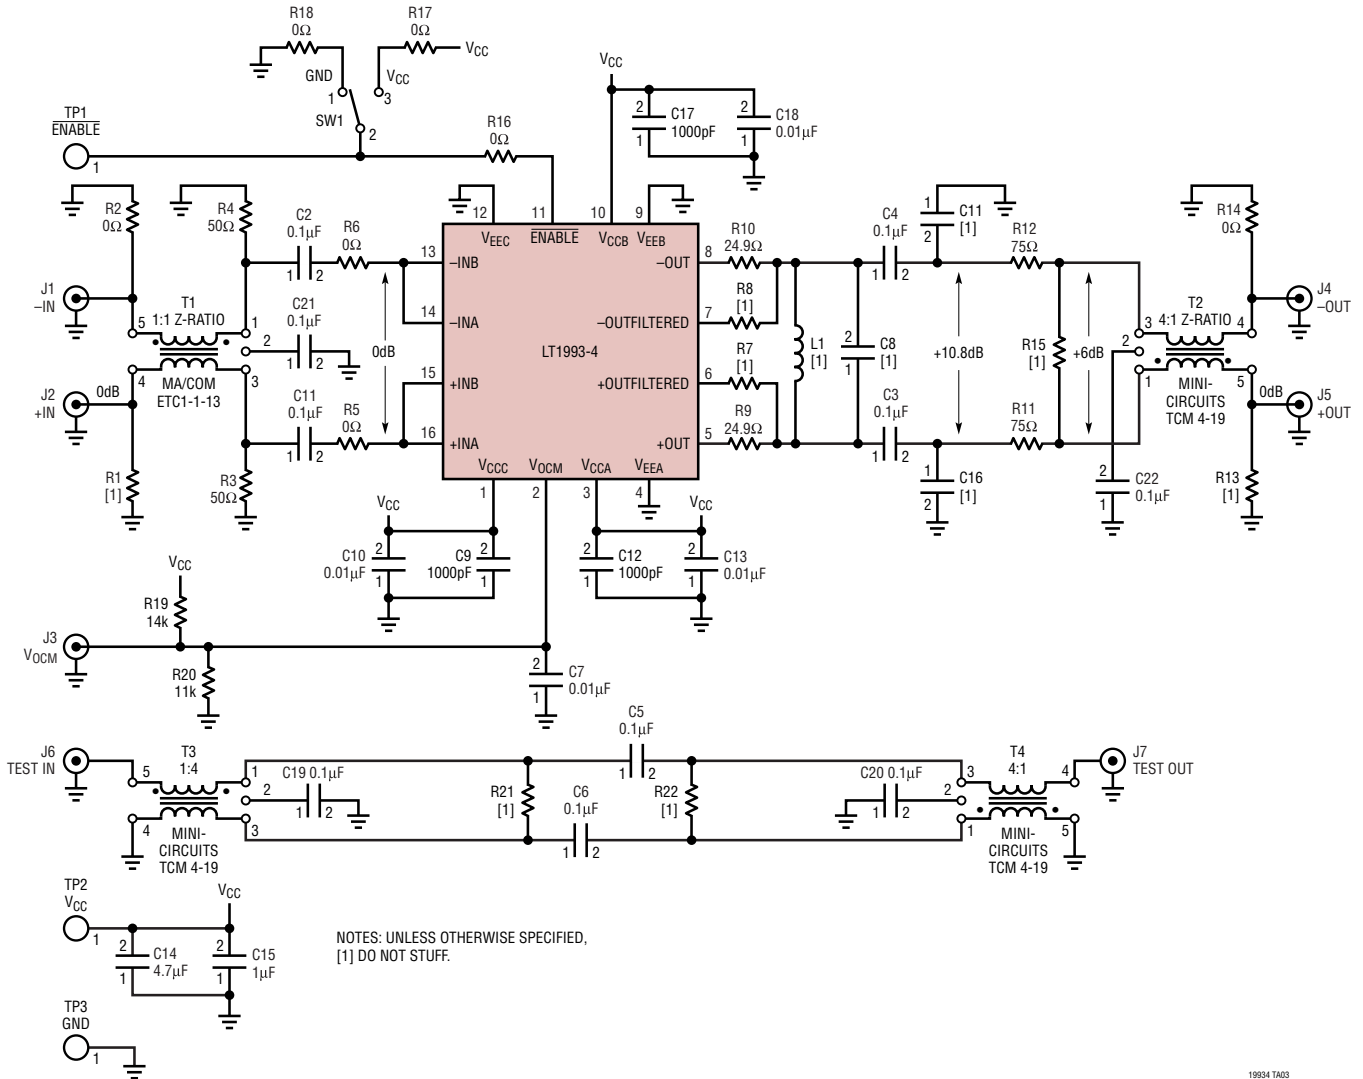 R18
0Ω
R17
0Ω
VCC
GND
VCC
1
3
SW1
2
TP1
ENABLE
1
R16
0Ω
VCC
2
1
C17
1000pF
2
1
C18
0.01µF
R2
0Ω
R4
50Ω
C2
0.1µF
1
2
R6
0Ω
12
11
10
9
VEEC
ENABLE
VCCB
VEEB
13
–INB
14
–INA
15
+INB
16
+INA
LT1993-4
–OUT
8
–OUTFILTERED
7
+OUTFILTERED
6
+OUT
5
VCCC
VOCM
VCCA
VEEA
1
2
3
4
J1
–IN
T1
1:1 Z-RATIO
5
1
2
4
3
MA/COM
ETC1-1-13
C21
0.1µF
1
2
0dB
J2
+IN
0dB
C11
0.1µF
1
2
R5
0Ω
R1
[1]
R3
50Ω
R10
24.9Ω
R8
[1]
R7
[1]
R9
24.9Ω
L1
[1]
C8
[1]
C4
0.1µF
1
2
1
2
C11
[1]
R12
75Ω
+10.8dB
R15
[1]
+6dB
C3
0.1µF
1
2
1
2
C16
[1]
R11
75Ω
R14
0Ω
T2
4:1 Z-RATIO
3
4
2
1
5
MINI-
CIRCUITS
TCM 4-19
J4
–OUT
0dB
J5
+OUT
2
1
C22
0.1µF
R13
[1]
VCC
C10
0.01µF
2
1
C9
1000pF
2
1
VCC
2
1
C12
1000pF
2
1
C13
0.01µF
VCC
R19
14k
J3
VOCM
R20
11k
2
1
C7
0.01µF
J6
TEST IN
T3
1:4
5
1
2
4
3
MINI-
CIRCUITS
TCM 4-19
C19 0.1µF
1
2
R21
[1]
C5
0.1µF
1
2
C6
0.1µF
1
2
R22
[1]
C20 0.1µF
1
2
T4
4:1
3
4
2
1
5
MINI-
CIRCUITS
TCM 4-19
J7
TEST OUT
TP2
VCC
1
VCC
2
1
C14
4.7µF
2
1
C15
1µF
NOTES: UNLESS OTHERWISE SPECIFIED,
[1] DO NOT STUFF.
TP3
GND
1
19934 TA03